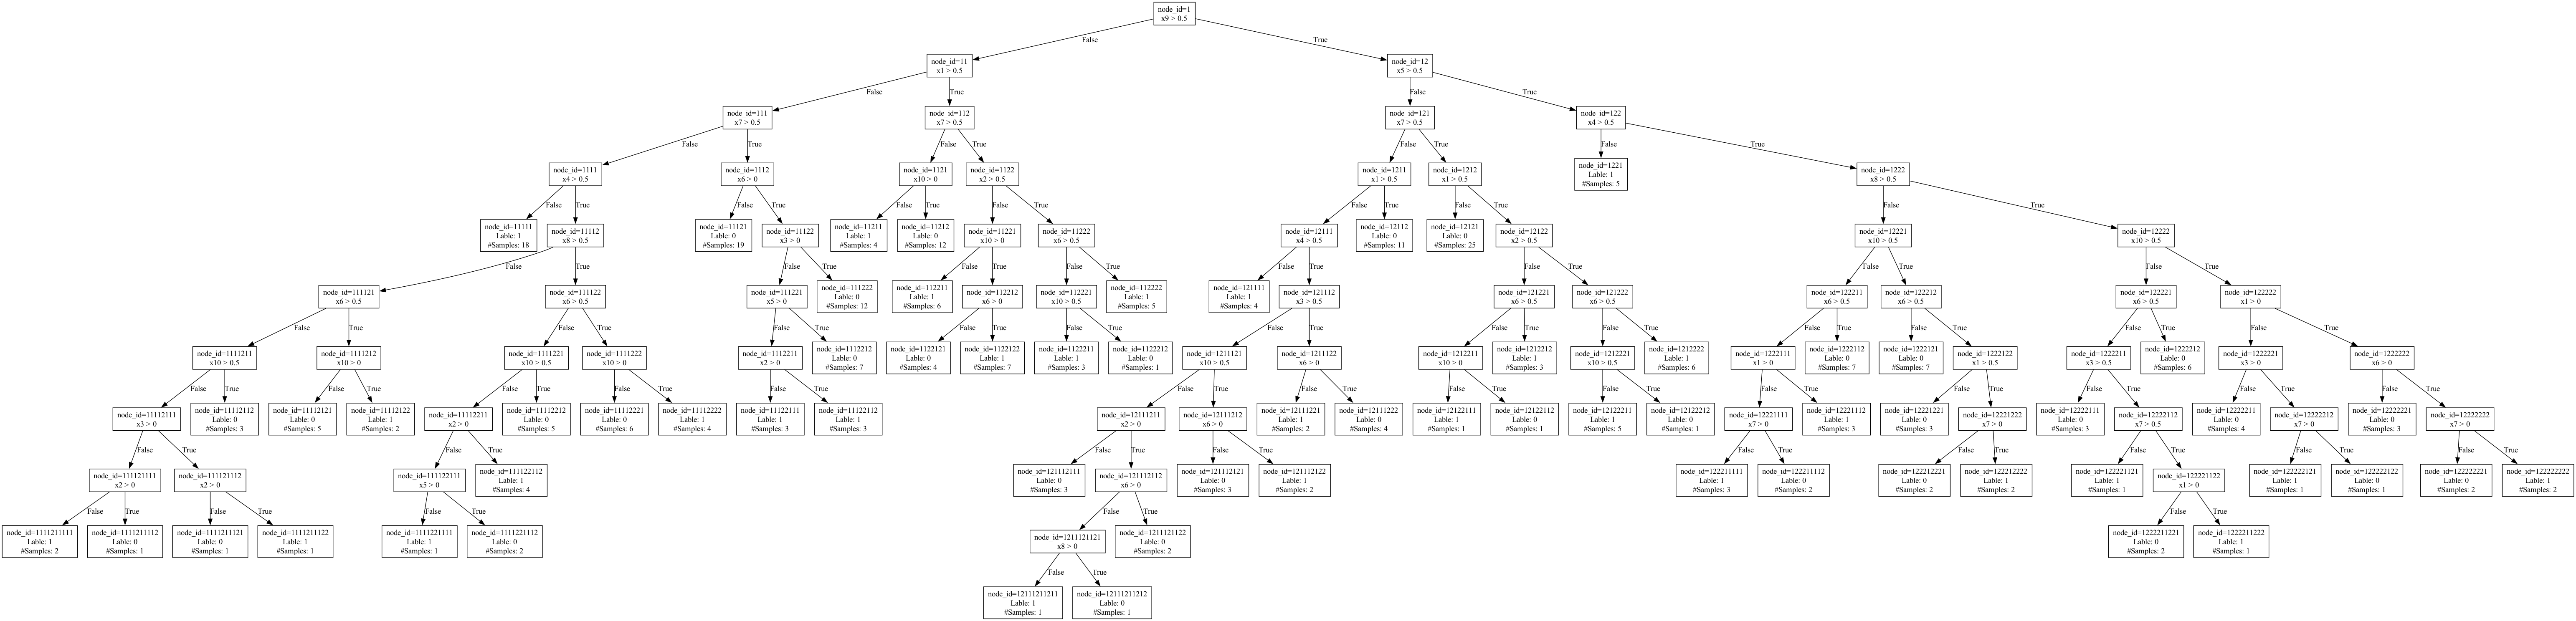 node_id=1
x9 > 0.5
False
True
node_id=11
x1 > 0.5
node_id=12
x5 > 0.5
False
True
False
True
node_id=111
x7 > 0.5
node_id=112
x7 > 0.5
node_id=121
x7 > 0.5
node_id=122
x4 > 0.5
False
True
False
True
False
True
False
True
node_id=1111
x4 > 0.5
node_id=1112
x6 > 0
node_id=1121
x10 > 0
node_id=1122
x2 > 0.5
node_id=1211
x1 > 0.5
node_id=1212
x1 > 0.5
node_id=1221
Lable: 1
#Samples: 5
node_id=1222
x8 > 0.5
False
True
False
True
False
True
False
True
False
True
False
True
False
True
node_id=11111
Lable: 1
#Samples: 18
node_id=11112
x8 > 0.5
node_id=11121
Lable: 0
#Samples: 19
node_id=11122
x3 > 0
node_id=11211
Lable: 1
#Samples: 4
node_id=11212
Lable: 0
#Samples: 12
node_id=11221
x10 > 0
node_id=11222
x6 > 0.5
node_id=12111
x4 > 0.5
node_id=12112
Lable: 0
#Samples: 11
node_id=12121
Lable: 0
#Samples: 25
node_id=12122
x2 > 0.5
node_id=12221
x10 > 0.5
node_id=12222
x10 > 0.5
False
True
False
True
False
True
False
True
False
True
False
True
False
True
False
True
node_id=111121
x6 > 0.5
node_id=111122
x6 > 0.5
node_id=111221
x5 > 0
node_id=111222
Lable: 0
#Samples: 12
node_id=112211
Lable: 1
#Samples: 6
node_id=112212
x6 > 0
node_id=112221
x10 > 0.5
node_id=112222
Lable: 1
#Samples: 5
node_id=121111
Lable: 1
#Samples: 4
node_id=121112
x3 > 0.5
node_id=121221
x6 > 0.5
node_id=121222
x6 > 0.5
node_id=122211
x6 > 0.5
node_id=122212
x6 > 0.5
node_id=122221
x6 > 0.5
node_id=122222
x1 > 0
False
True
False
True
False
True
False
True
False
True
False
True
False
True
False
True
False
True
False
True
False
True
False
True
node_id=1111211
x10 > 0.5
node_id=1111212
x10 > 0
node_id=1111221
x10 > 0.5
node_id=1111222
x10 > 0
node_id=1112211
x2 > 0
node_id=1112212
Lable: 0
#Samples: 7
node_id=1122121
Lable: 0
#Samples: 4
node_id=1122122
Lable: 1
#Samples: 7
node_id=1122211
Lable: 1
#Samples: 3
node_id=1122212
Lable: 0
#Samples: 1
node_id=1211121
x10 > 0.5
node_id=1211122
x6 > 0
node_id=1212211
x10 > 0
node_id=1212212
Lable: 1
#Samples: 3
node_id=1212221
x10 > 0.5
node_id=1212222
Lable: 1
#Samples: 6
node_id=1222111
x1 > 0
node_id=1222112
Lable: 0
#Samples: 7
node_id=1222121
Lable: 0
#Samples: 7
node_id=1222122
x1 > 0.5
node_id=1222211
x3 > 0.5
node_id=1222212
Lable: 0
#Samples: 6
node_id=1222221
x3 > 0
node_id=1222222
x6 > 0
False
True
False
True
False
True
False
True
False
True
False
True
False
True
False
True
False
True
False
True
False
True
False
True
False
True
False
True
node_id=11112111
x3 > 0
node_id=11112112
Lable: 0
#Samples: 3
node_id=11112121
Lable: 0
#Samples: 5
node_id=11112122
Lable: 1
#Samples: 2
node_id=11112211
x2 > 0
node_id=11112212
Lable: 0
#Samples: 5
node_id=11112221
Lable: 0
#Samples: 6
node_id=11112222
Lable: 1
#Samples: 4
node_id=11122111
Lable: 1
#Samples: 3
node_id=11122112
Lable: 1
#Samples: 3
node_id=12111211
x2 > 0
node_id=12111212
x6 > 0
node_id=12111221
Lable: 1
#Samples: 2
node_id=12111222
Lable: 0
#Samples: 4
node_id=12122111
Lable: 1
#Samples: 1
node_id=12122112
Lable: 0
#Samples: 1
node_id=12122211
Lable: 1
#Samples: 5
node_id=12122212
Lable: 0
#Samples: 1
node_id=12221111
x7 > 0
node_id=12221112
Lable: 1
#Samples: 3
node_id=12221221
Lable: 0
#Samples: 3
node_id=12221222
x7 > 0
node_id=12222111
Lable: 0
#Samples: 3
node_id=12222112
x7 > 0.5
node_id=12222211
Lable: 0
#Samples: 4
node_id=12222212
x7 > 0
node_id=12222221
Lable: 0
#Samples: 3
node_id=12222222
x7 > 0
False
True
False
True
False
True
False
True
False
True
False
True
False
True
False
True
False
True
node_id=111121111
x2 > 0
node_id=111121112
x2 > 0
node_id=111122111
x5 > 0
node_id=111122112
Lable: 1
#Samples: 4
node_id=121112111
Lable: 0
#Samples: 3
node_id=121112112
x6 > 0
node_id=121112121
Lable: 0
#Samples: 3
node_id=121112122
Lable: 1
#Samples: 2
node_id=122211111
Lable: 1
#Samples: 3
node_id=122211112
Lable: 0
#Samples: 2
node_id=122212221
Lable: 0
#Samples: 2
node_id=122212222
Lable: 1
#Samples: 2
node_id=122221121
Lable: 1
#Samples: 1
node_id=122221122
x1 > 0
node_id=122222121
Lable: 1
#Samples: 1
node_id=122222122
Lable: 0
#Samples: 1
node_id=122222221
Lable: 0
#Samples: 2
node_id=122222222
Lable: 1
#Samples: 2
False
True
False
True
False
True
False
True
False
True
node_id=1111211111
Lable: 1
#Samples: 2
node_id=1111211112
Lable: 0
#Samples: 1
node_id=1111211121
Lable: 0
#Samples: 1
node_id=1111211122
Lable: 1
#Samples: 1
node_id=1111221111
Lable: 1
#Samples: 1
node_id=1111221112
Lable: 0
#Samples: 2
node_id=1211121121
x8 > 0
node_id=1211121122
Lable: 0
#Samples: 2
node_id=1222211221
Lable: 0
#Samples: 2
node_id=1222211222
Lable: 1
#Samples: 1
False
True
node_id=12111211211
Lable: 1
#Samples: 1
node_id=12111211212
Lable: 0
#Samples: 1